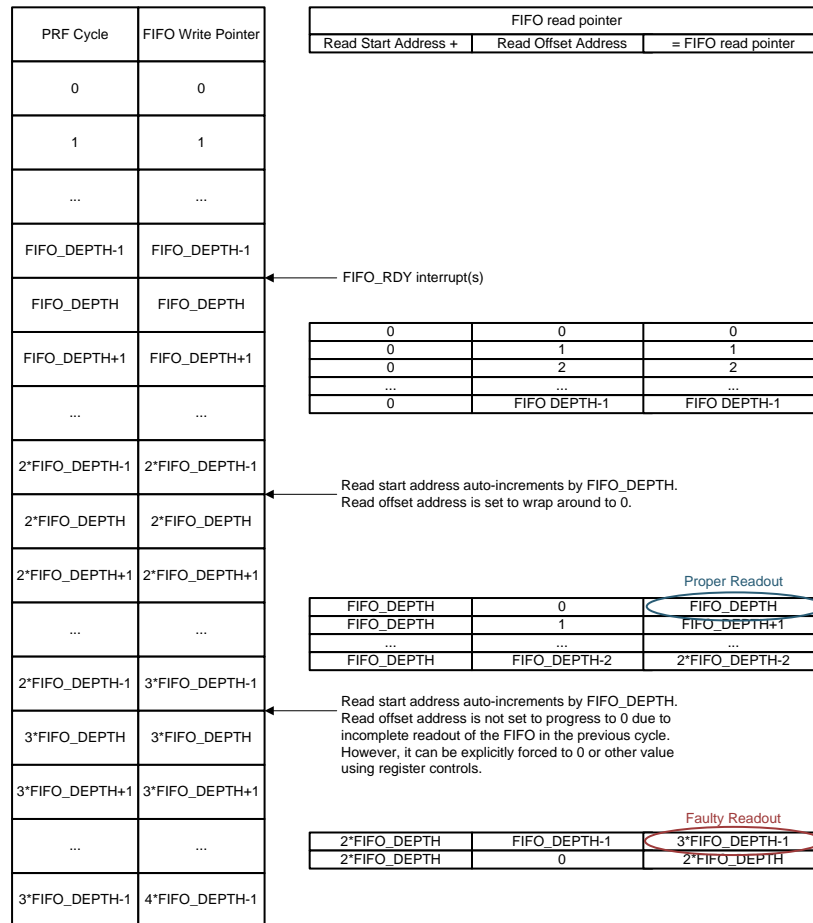 PRF Cycle FIFO Write Pointer
FIFO read pointer
Read Start Address + Read Offset Address = FIFO read pointer
0 0
1 1
... ...
FIFO_DEPTH-1 FIFO_DEPTH-1
FIFO_RDY interrupt(s)
FIFO_DEPTH FIFO_DEPTH
0 0 0
0 1 1
0 2 2
... ... ...
0 FIFO DEPTH-1 FIFO DEPTH-1
FIFO_DEPTH+1 FIFO_DEPTH+1
... ...
2*FIFO_DEPTH-1 2*FIFO_DEPTH-1
Read start address auto-increments by FIFO_DEPTH.
Read offset address is set to wrap around to 0.
2*FIFO_DEPTH 2*FIFO_DEPTH
2*FIFO_DEPTH+1 2*FIFO_DEPTH+1
Proper Readout
FIFO_DEPTH 0 FIFO_DEPTH
FIFO_DEPTH 1 FIFO_DEPTH+1
... ... ...
FIFO_DEPTH FIFO_DEPTH-2 2*FIFO_DEPTH-2
... ...
2*FIFO_DEPTH-1 3*FIFO_DEPTH-1
Read start address auto-increments by FIFO_DEPTH.
Read offset address is not set to progress to 0 due to
incomplete readout of the FIFO in the previous cycle.
However, it can be explicitly forced to 0 or other value
using register controls.
3*FIFO_DEPTH 3*FIFO_DEPTH
3*FIFO_DEPTH+1 3*FIFO_DEPTH+1
Faulty Readout
2*FIFO_DEPTH FIFO_DEPTH-1 3*FIFO_DEPTH-1
2*FIFO_DEPTH 0 2*FIFO_DEPTH
... ...
3*FIFO_DEPTH-1 4*FIFO_DEPTH-1